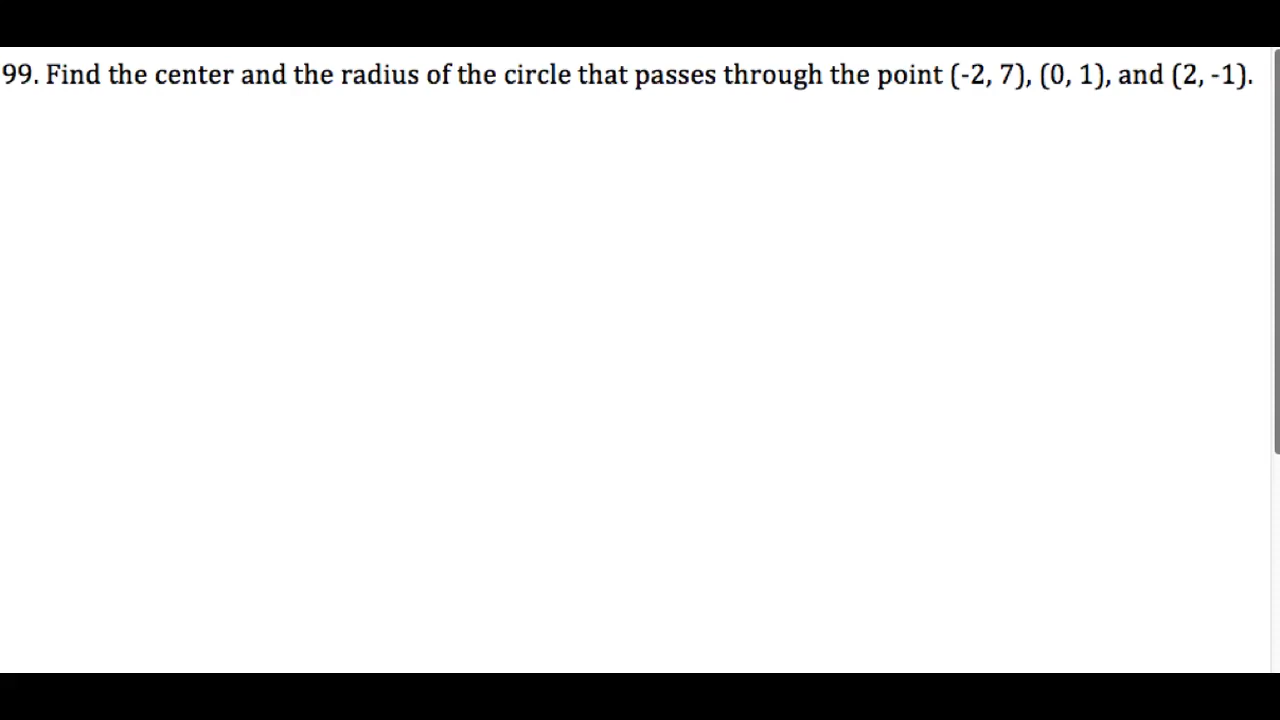 99. Find the center and the radius of the circle that passes through the point (-2, 7), (0, 1), and (2, -1).